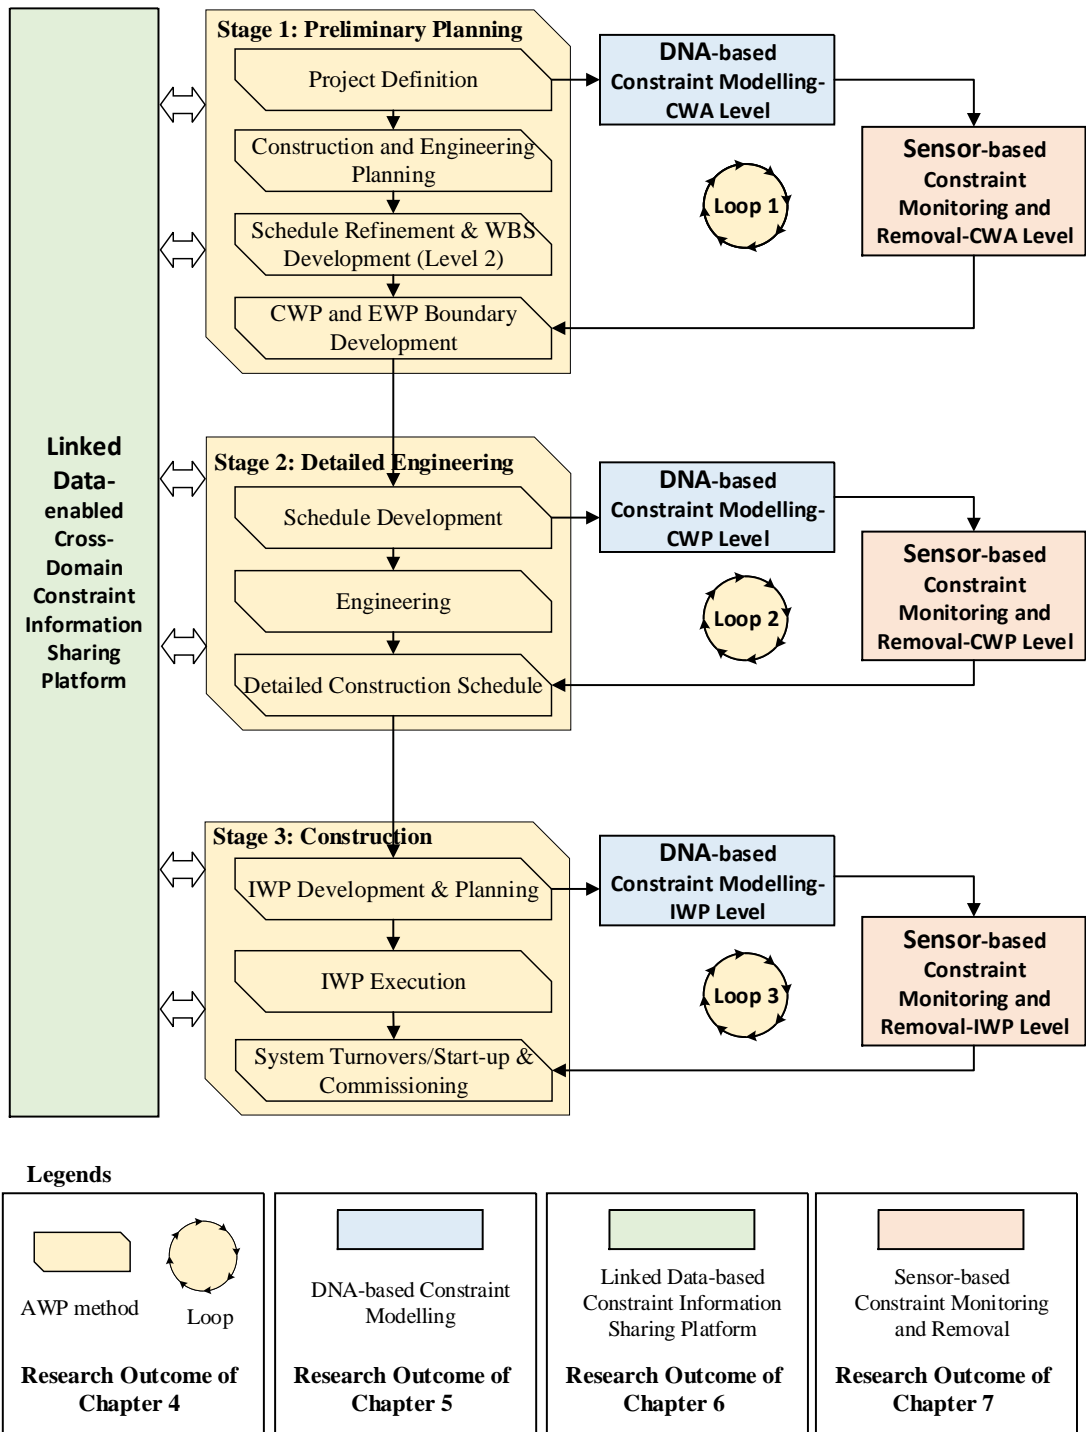 Linked
Data-
enabled
Cross-
Domain
Constraint
Information
Sharing
Platform
Stage 1: Preliminary Planning
Project Definition
Construction and Engineering
Planning
Schedule Refinement & WBS
Development (Level 2)
CWP and EWP Boundary
Development
DNA-based
Constraint Modelling-
CWA Level
Loop 1
Sensor-based
Constraint
Monitoring and
Removal-CWA Level
Stage 2: Detailed Engineering
Schedule Development
Engineering
Detailed Construction Schedule
DNA-based
Constraint Modelling-
CWP Level
Loop 2
Sensor-based
Constraint
Monitoring and
Removal-CWP Level
Stage 3: Construction
IWP Development & Planning
IWP Execution
System Turnovers/Start-up &
Commissioning
DNA-based
Constraint Modelling-
IWP Level
Loop 3
Sensor-based
Constraint
Monitoring and
Removal-IWP Level
Legends
AWP method
Loop
Research Outcome of
Chapter 4
DNA-based Constraint
Modelling
Research Outcome of
Chapter 5
Linked Data-based
Constraint Information
Sharing Platform
Research Outcome of
Chapter 6
Sensor-based
Constraint Monitoring
and Removal
Research Outcome of
Chapter 7